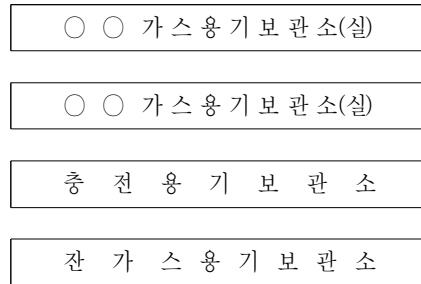 ○ ○ 가 스 용 기 보 관 소(실)
○ ○ 가 스 용 기 보 관 소(실)
충 전 용 기 보 관 소
잔 가 스 용 기 보 관 소